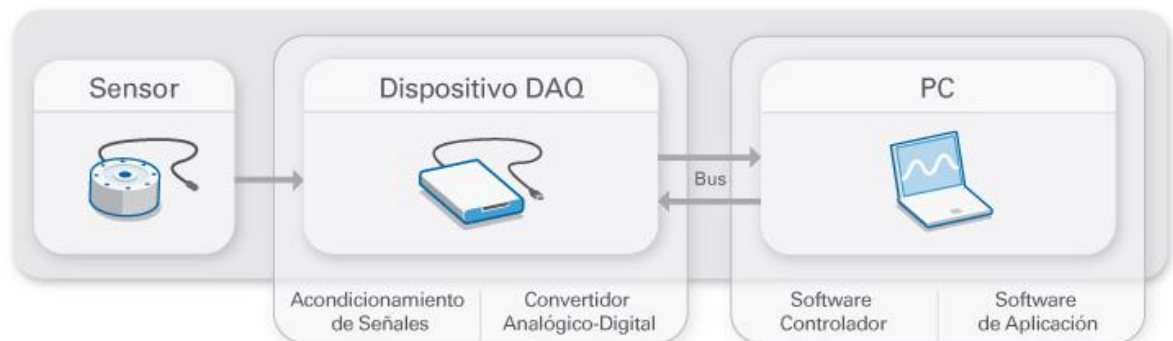 Sensor
Dispositivo DAQ
PC
Bus
Acondicionamiento
de Señales
Convertidor
Analógico-Digital
Software
Controlador
Software
de Aplicación